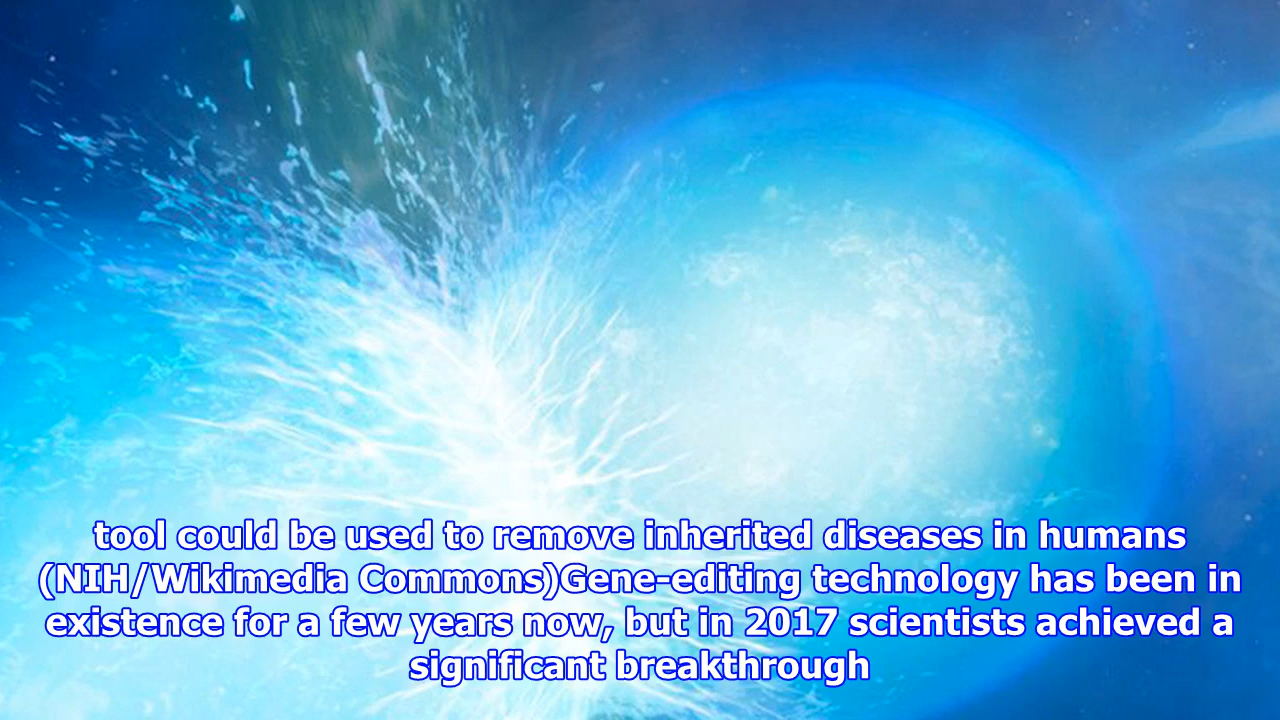 tool could be used to remove inherited diseases in humans
(NIH/Wikimedia Commons)Gene-editing technology has been in
existence for a few years now, but in 2017 scientists achieved a
significant breakthrough